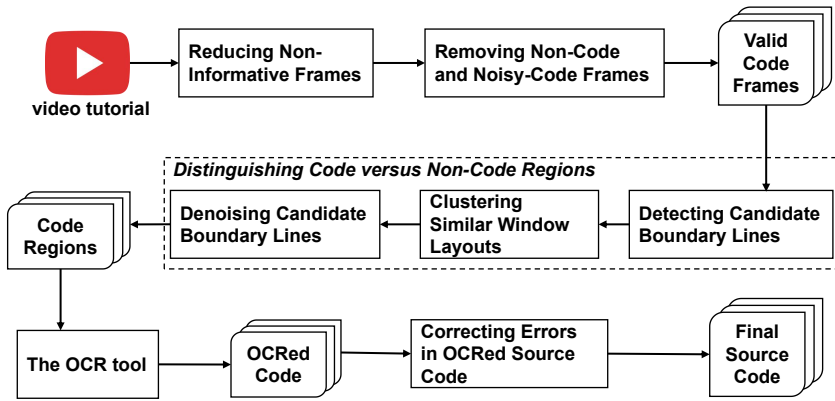 video tutorial
Reducing Non-
Informative Frames
Removing Non-Code
and Noisy-Code Frames
Valid
Code
Frames
Distinguishing Code versus Non-Code Regions
Code
Regions
Denoising Candidate
Boundary Lines
Clustering
Similar Window
Layouts
Detecting Candidate
Boundary Lines
The OCR tool
OCRed
Code
Correcting Errors
in OCRed Source
Code
Final
Source
Code